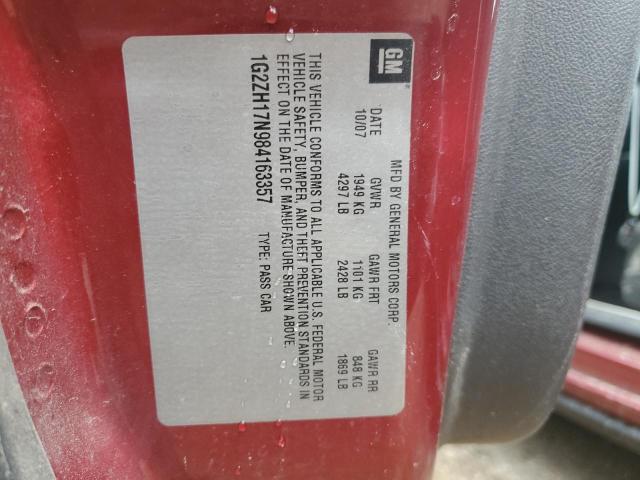 GM
MFD BY GENERAL MOTORS CORP.
DATE GVWR GAWR FRT GAWR RR
10/07 1949 KG 1101 KG 848 KG
4297 LB 2428 LB 1869 LB
THIS VEHICLE CONFORMS TO ALL APPLICABLE U.S. FEDERAL MOTOR
VEHICLE SAFETY, BUMPER, AND THEFT PREVENTION STANDARDS IN
EFFECT ON THE DATE OF MANUFACTURE SHOWN ABOVE.
1G2ZH17N984163357 TYPE: PASS CAR